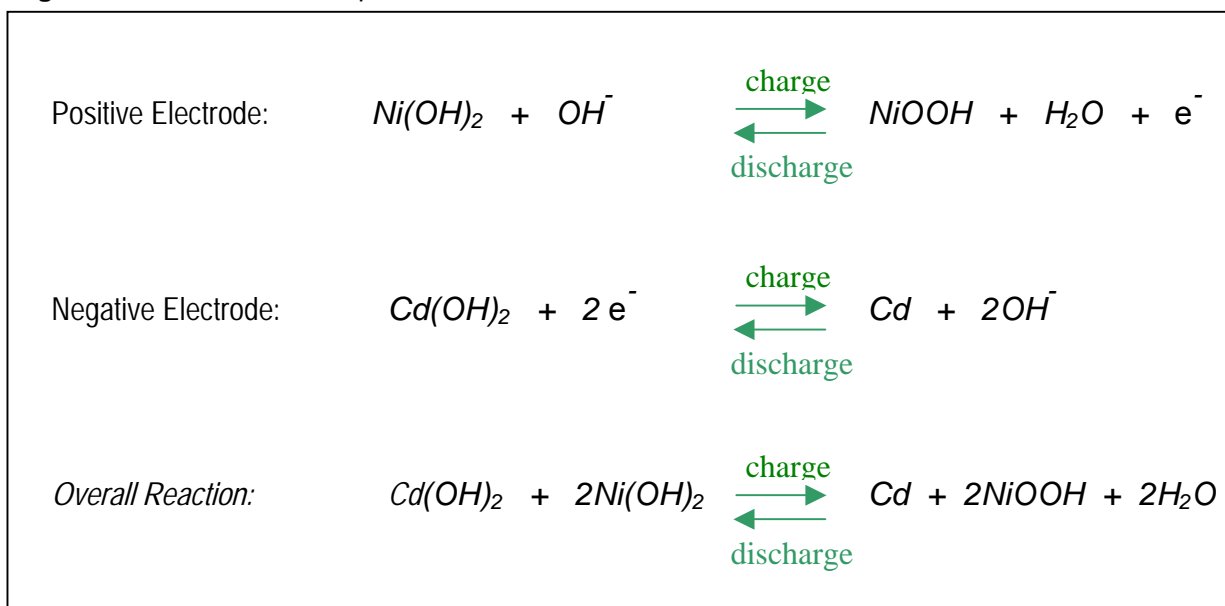 charge
Positive Electrode: Ni(OH)₂ + OH⁻ NiOOH + H₂O + e⁻
discharge
charge
Negative Electrode: Cd(OH)₂ + 2 e⁻ Cd + 2OH⁻
discharge
charge
Overall Reaction: Cd(OH)₂ + 2Ni(OH)₂ Cd + 2NiOOH + 2H₂O
discharge